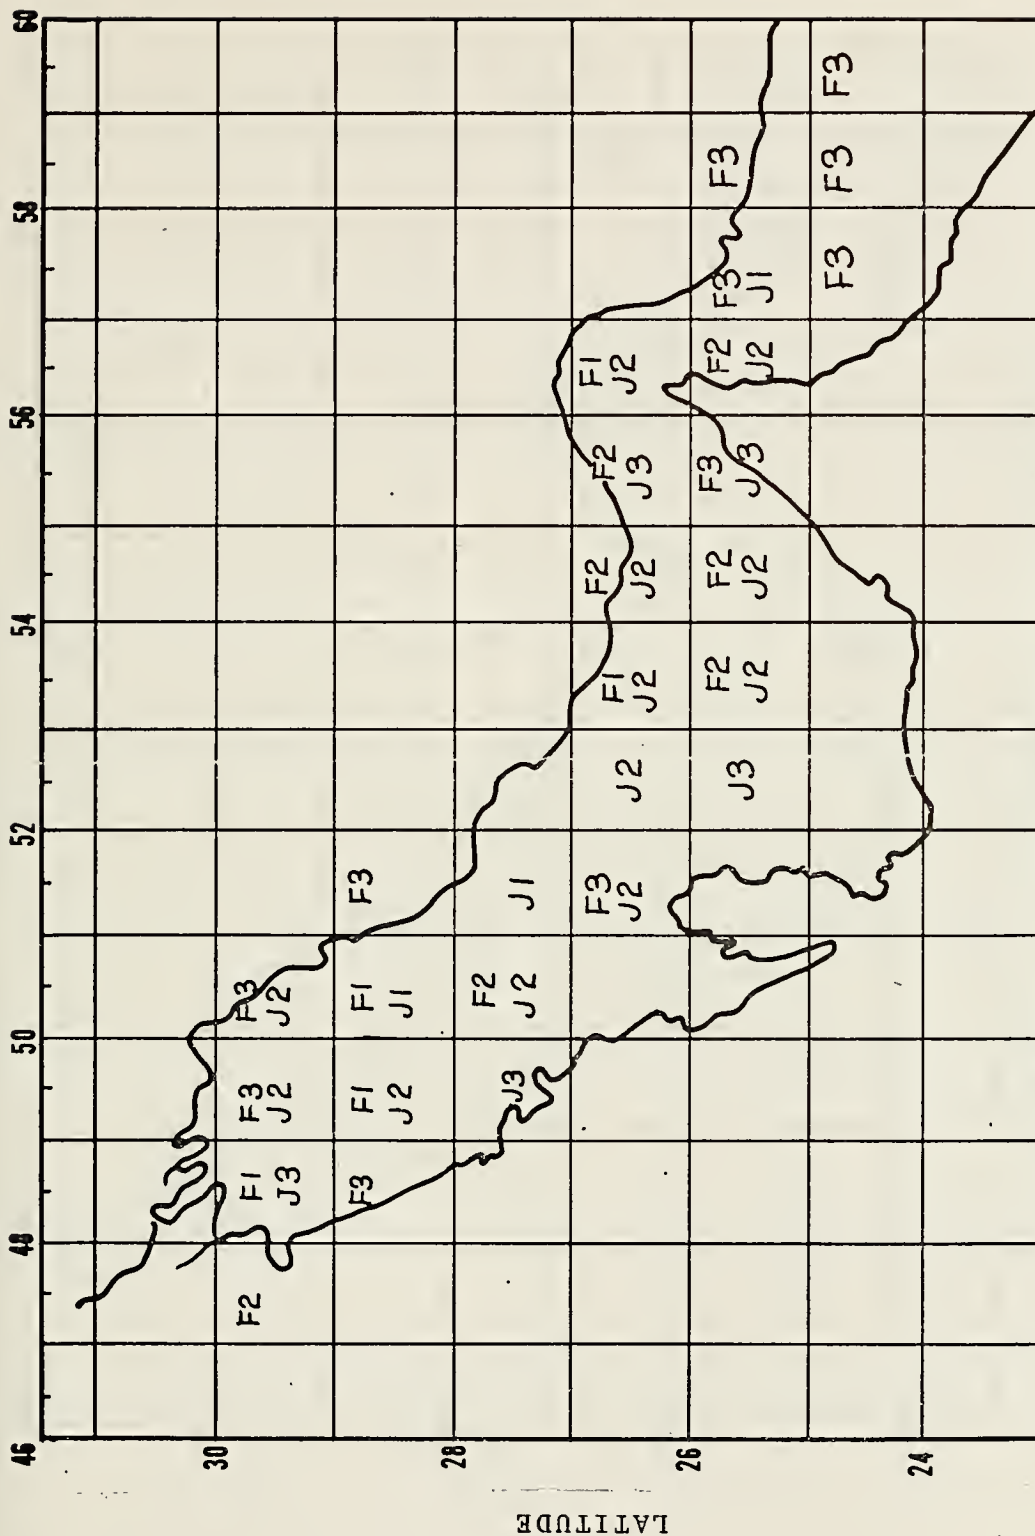 46 48 50 52 54 56 58 60
LATITUDE
30
F2 F1 F3 F3
J3 J2 J2
F3 F1 F1 F3
J2 J1
28
F2
J3 J2 J1
F3 F1 F2 F2 F1
J2 J2 J2 J2 J3 J2
26
F2 F2 F3 F2 F3 F3
J3 J2 J2 J3 J2 J1
F3 F3 F3
24